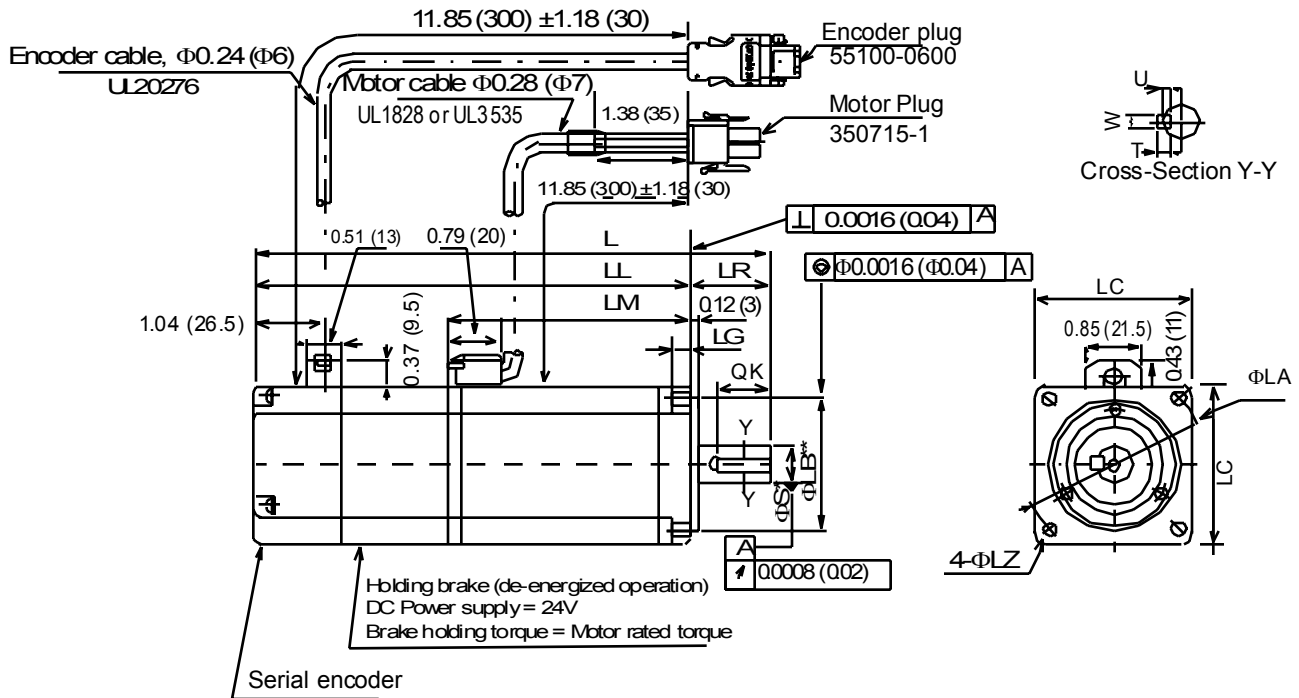 11.85 (300) ±1.18 (30)
Encoder cable, Φ0.24 (Φ6)
UL20276
Encoder plug
55100-0600
Motor cable Φ0.28 (Φ7)
UL1828 or UL3535
1.38 (35)
Motor Plug
350715-1
U
W
T
Cross-Section Y-Y
11.85 (300) ±1.18 (30)
⊥ 0.0016 (0.04) A
0.51 (13)
0.79 (20)
L
◎ Φ0.0016 (Φ0.04) A
LL
LR
LM
0.12 (3)
1.04 (26.5)
0.37 (9.5)
LG
QK
LC
0.85 (21.5)
0.43 (11)
ΦLA
LC
Y
Y
ΦS*
ΦLB**
A
0.0008 (0.02)
4-ΦLZ
Holding brake (de-energized operation)
DC Power supply = 24V
Brake holding torque = Motor rated torque
Serial encoder